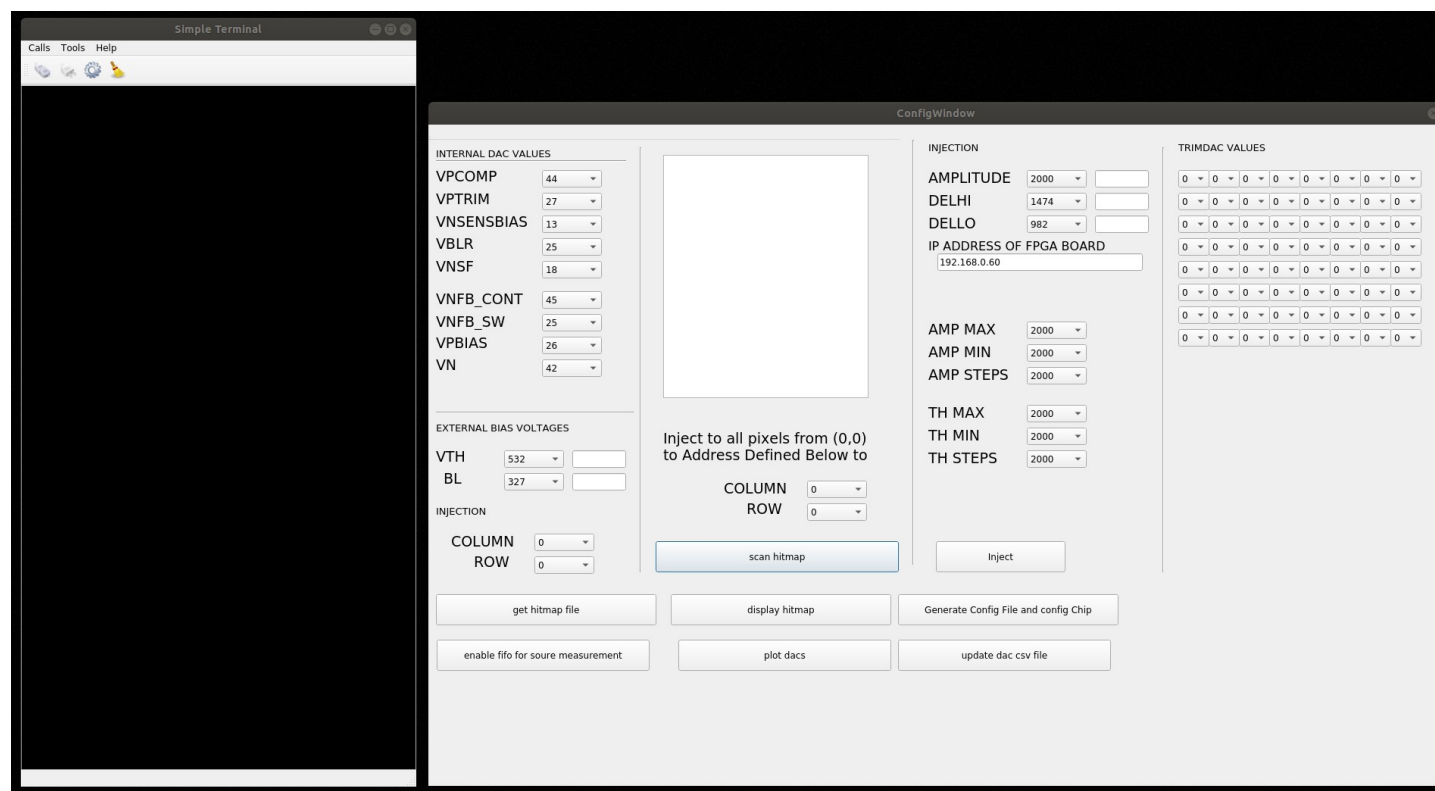 Simple Terminal
Calls Tools Help
ConfigWindow
INTERNAL DAC VALUES
VPCOMP 44
VPTRIM 27
VNSENSBIAS 13
VBLR 25
VNSF 18
VNFB_CONT 45
VNFB_SW 25
VPBIAS 26
VN 42
EXTERNAL BIAS VOLTAGES
VTH 532
BL 327
INJECTION
COLUMN 0
ROW 0
Inject to all pixels from (0,0)
to Address Defined Below to
COLUMN 0
ROW 0
scan hitmap
INJECTION
AMPLITUDE 2000
DELHI 1474
DELLO 982
IP ADDRESS OF FPGA BOARD
192.168.0.60
AMP MAX 2000
AMP MIN 2000
AMP STEPS 2000
TH MAX 2000
TH MIN 2000
TH STEPS 2000
Inject
TRIMDAC VALUES
0 0 0 0 0 0 0 0
0 0 0 0 0 0 0 0
0 0 0 0 0 0 0 0
0 0 0 0 0 0 0 0
0 0 0 0 0 0 0 0
0 0 0 0 0 0 0 0
0 0 0 0 0 0 0 0
0 0 0 0 0 0 0 0
get hitmap file display hitmap Generate Config File and config Chip
enable fifo for soure measurement plot dacs update dac csv file